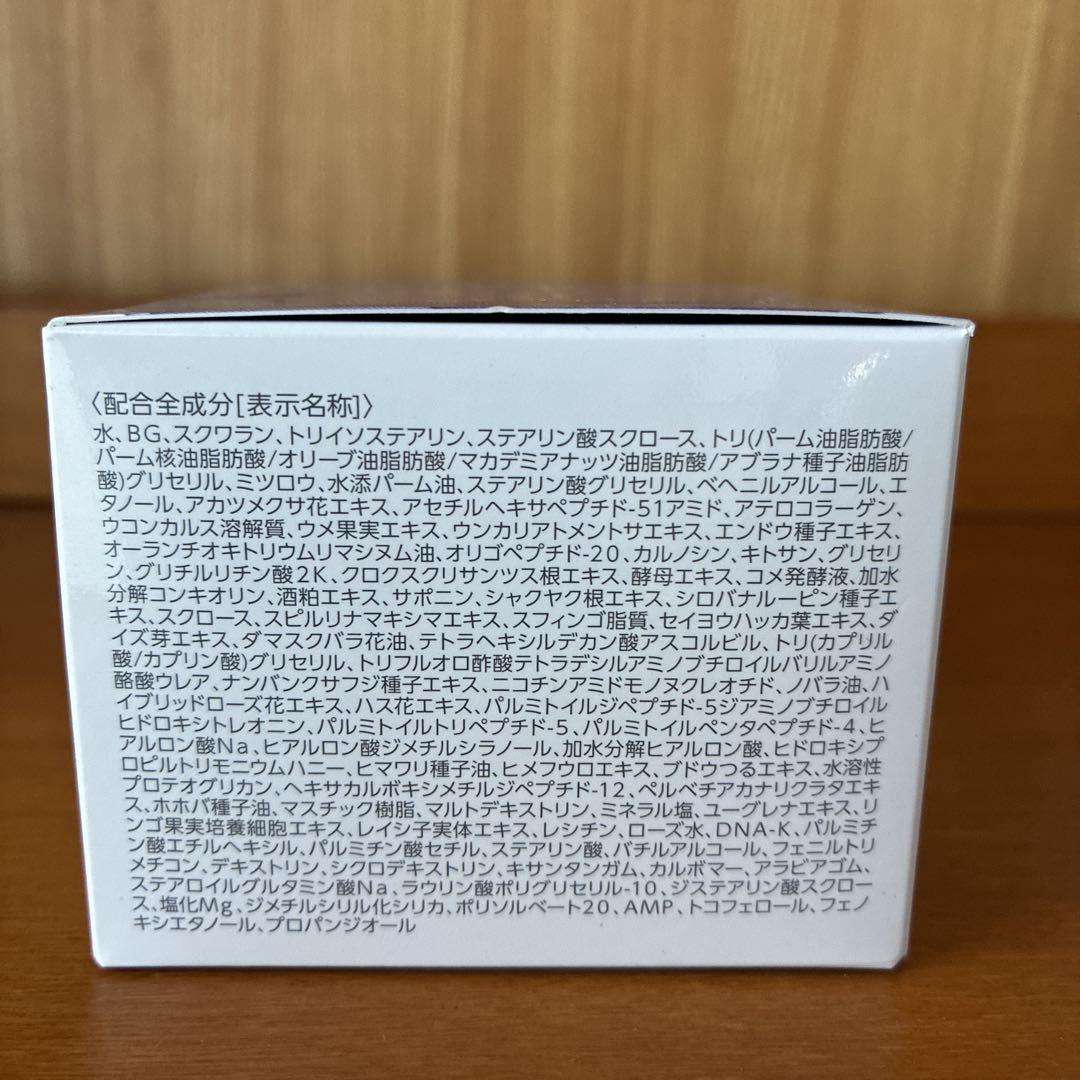 〈配合全成分[表示名称]〉
水、BG、スクワラン、トリイソステアリン、ステアリン酸スクロース、トリ(パーム油脂肪酸/
パーム核油脂肪酸/オリーブ油脂肪酸/マカデミアナッツ油脂肪酸/アブラナ種子油脂肪
酸)グリセリル、ミツロウ、水添パーム油、ステアリン酸グリセリル、ベヘニルアルコール、エ
タノール、アカツメクサ花エキス、アセチルヘキサペプチド-51アミド、アテロコラーゲン、
ウコンカルス溶解質、ウメ果実エキス、ウンカリアトメントサエキス、エンドウ種子エキス、
オーランチオキトリウムリマシヌム油、オリゴペプチド-20、カルノシン、キトサン、グリセリ
ン、グリチルリチン酸2K、クロクスクリサンツス根エキス、酵母エキス、コメ発酵液、加水
分解コンキオリン、酒粕エキス、サポニン、シャクヤク根エキス、シロバナルーピン種子エ
キス、スクロース、スピルリナマキシマエキス、スフィンゴ脂質、セイヨウハッカ葉エキス、ダ
イズ芽エキス、ダマスクバラ花油、テトラヘキシルデカン酸アスコルビル、トリ(カプリル
酸/カプリン酸)グリセリル、トリフルオロ酢酸テトラデシルアミノブチロイルバリルアミノ
酪酸ウレア、ナンバンクサフジ種子エキス、ニコチンアミドモノヌクレオチド、ノバラ油、ハ
イブリッドローズ花エキス、ハス花エキス、パルミトイルジペプチド-5ジアミノブチロイル
ヒドロキシトレオニン、パルミトイルトリペプチド-5、パルミトイルペンタペプチド-4、ヒ
アルロン酸Na、ヒアルロン酸ジメチルシラノール、加水分解ヒアルロン酸、ヒドロキシプ
ロピルトリモニウムハニー、ヒマワリ種子油、ヒメフウロエキス、ブドウつるエキス、水溶性
プロテオグリカン、ヘキサカルボキシメチルジペプチド-12、ペルベチアカナリクラタエキ
ス、ホホバ種子油、マスチック樹脂、マルトデキストリン、ミネラル塩、ユーグレナエキス、リ
ンゴ果実培養細胞エキス、レイシ子実体エキス、レシチン、ローズ水、DNA-K、パルミチ
ン酸エチルヘキシル、パルミチン酸セチル、ステアリン酸、バチルアルコール、フェニルトリ
メチコン、デキストリン、シクロデキストリン、キサンタンガム、カルボマー、アラビアゴム、
ステアロイルグルタミン酸Na、ラウリン酸ポリグリセリル-10、ジステアリン酸スクロー
ス、塩化Mg、ジメチルシリル化シリカ、ポリソルベート20、AMP、トコフェロール、フェノ
キシエタノール、プロパンジオール